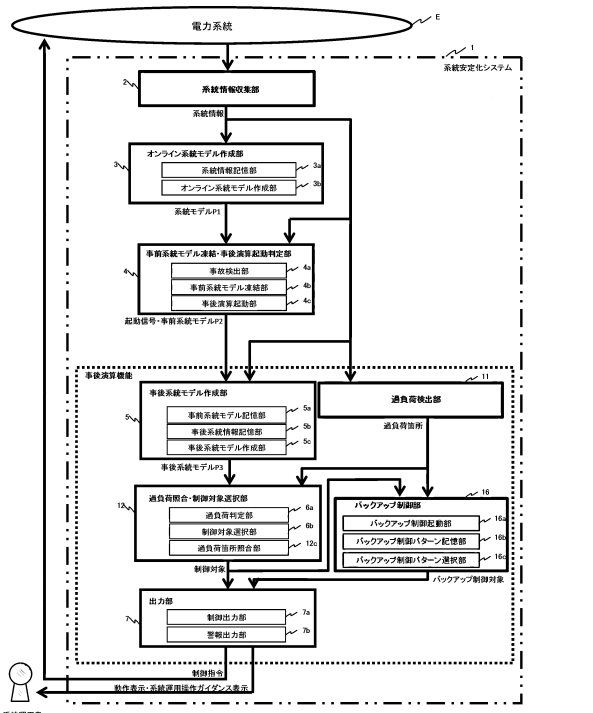 電力系統
E
1
系統安定化システム
2
系統情報収集部
系統情報
オンライン系統モデル作成部
3
系統情報記憶部
3a
オンライン系統モデル作成部
3b
系統モデルP1
事前系統モデル凍結・事後演算起動判定部
4
事故検出部
4a
事前系統モデル凍結部
4b
事後演算起動部
4c
起動信号・事前系統モデルP2
事後演算機能
11
事後系統モデル作成部
過負荷検出部
5
事前系統モデル記憶部
5a
事後系統情報記憶部
5b
事後系統モデル作成部
5c
過負荷箇所
事後系統モデルP3
過負荷照合・制御対象選択部
12
過負荷判定部
6a
制御対象選択部
6b
過負荷箇所照合部
12c
16
バックアップ制御部
バックアップ制御起動部
16a
バックアップ制御パターン記憶部
16b
バックアップ制御パターン選択部
16c
制御対象
バックアップ制御対象
出力部
7
制御出力部
7a
警報出力部
7b
制御指令
動作表示・系統運用操作ガイダンス表示